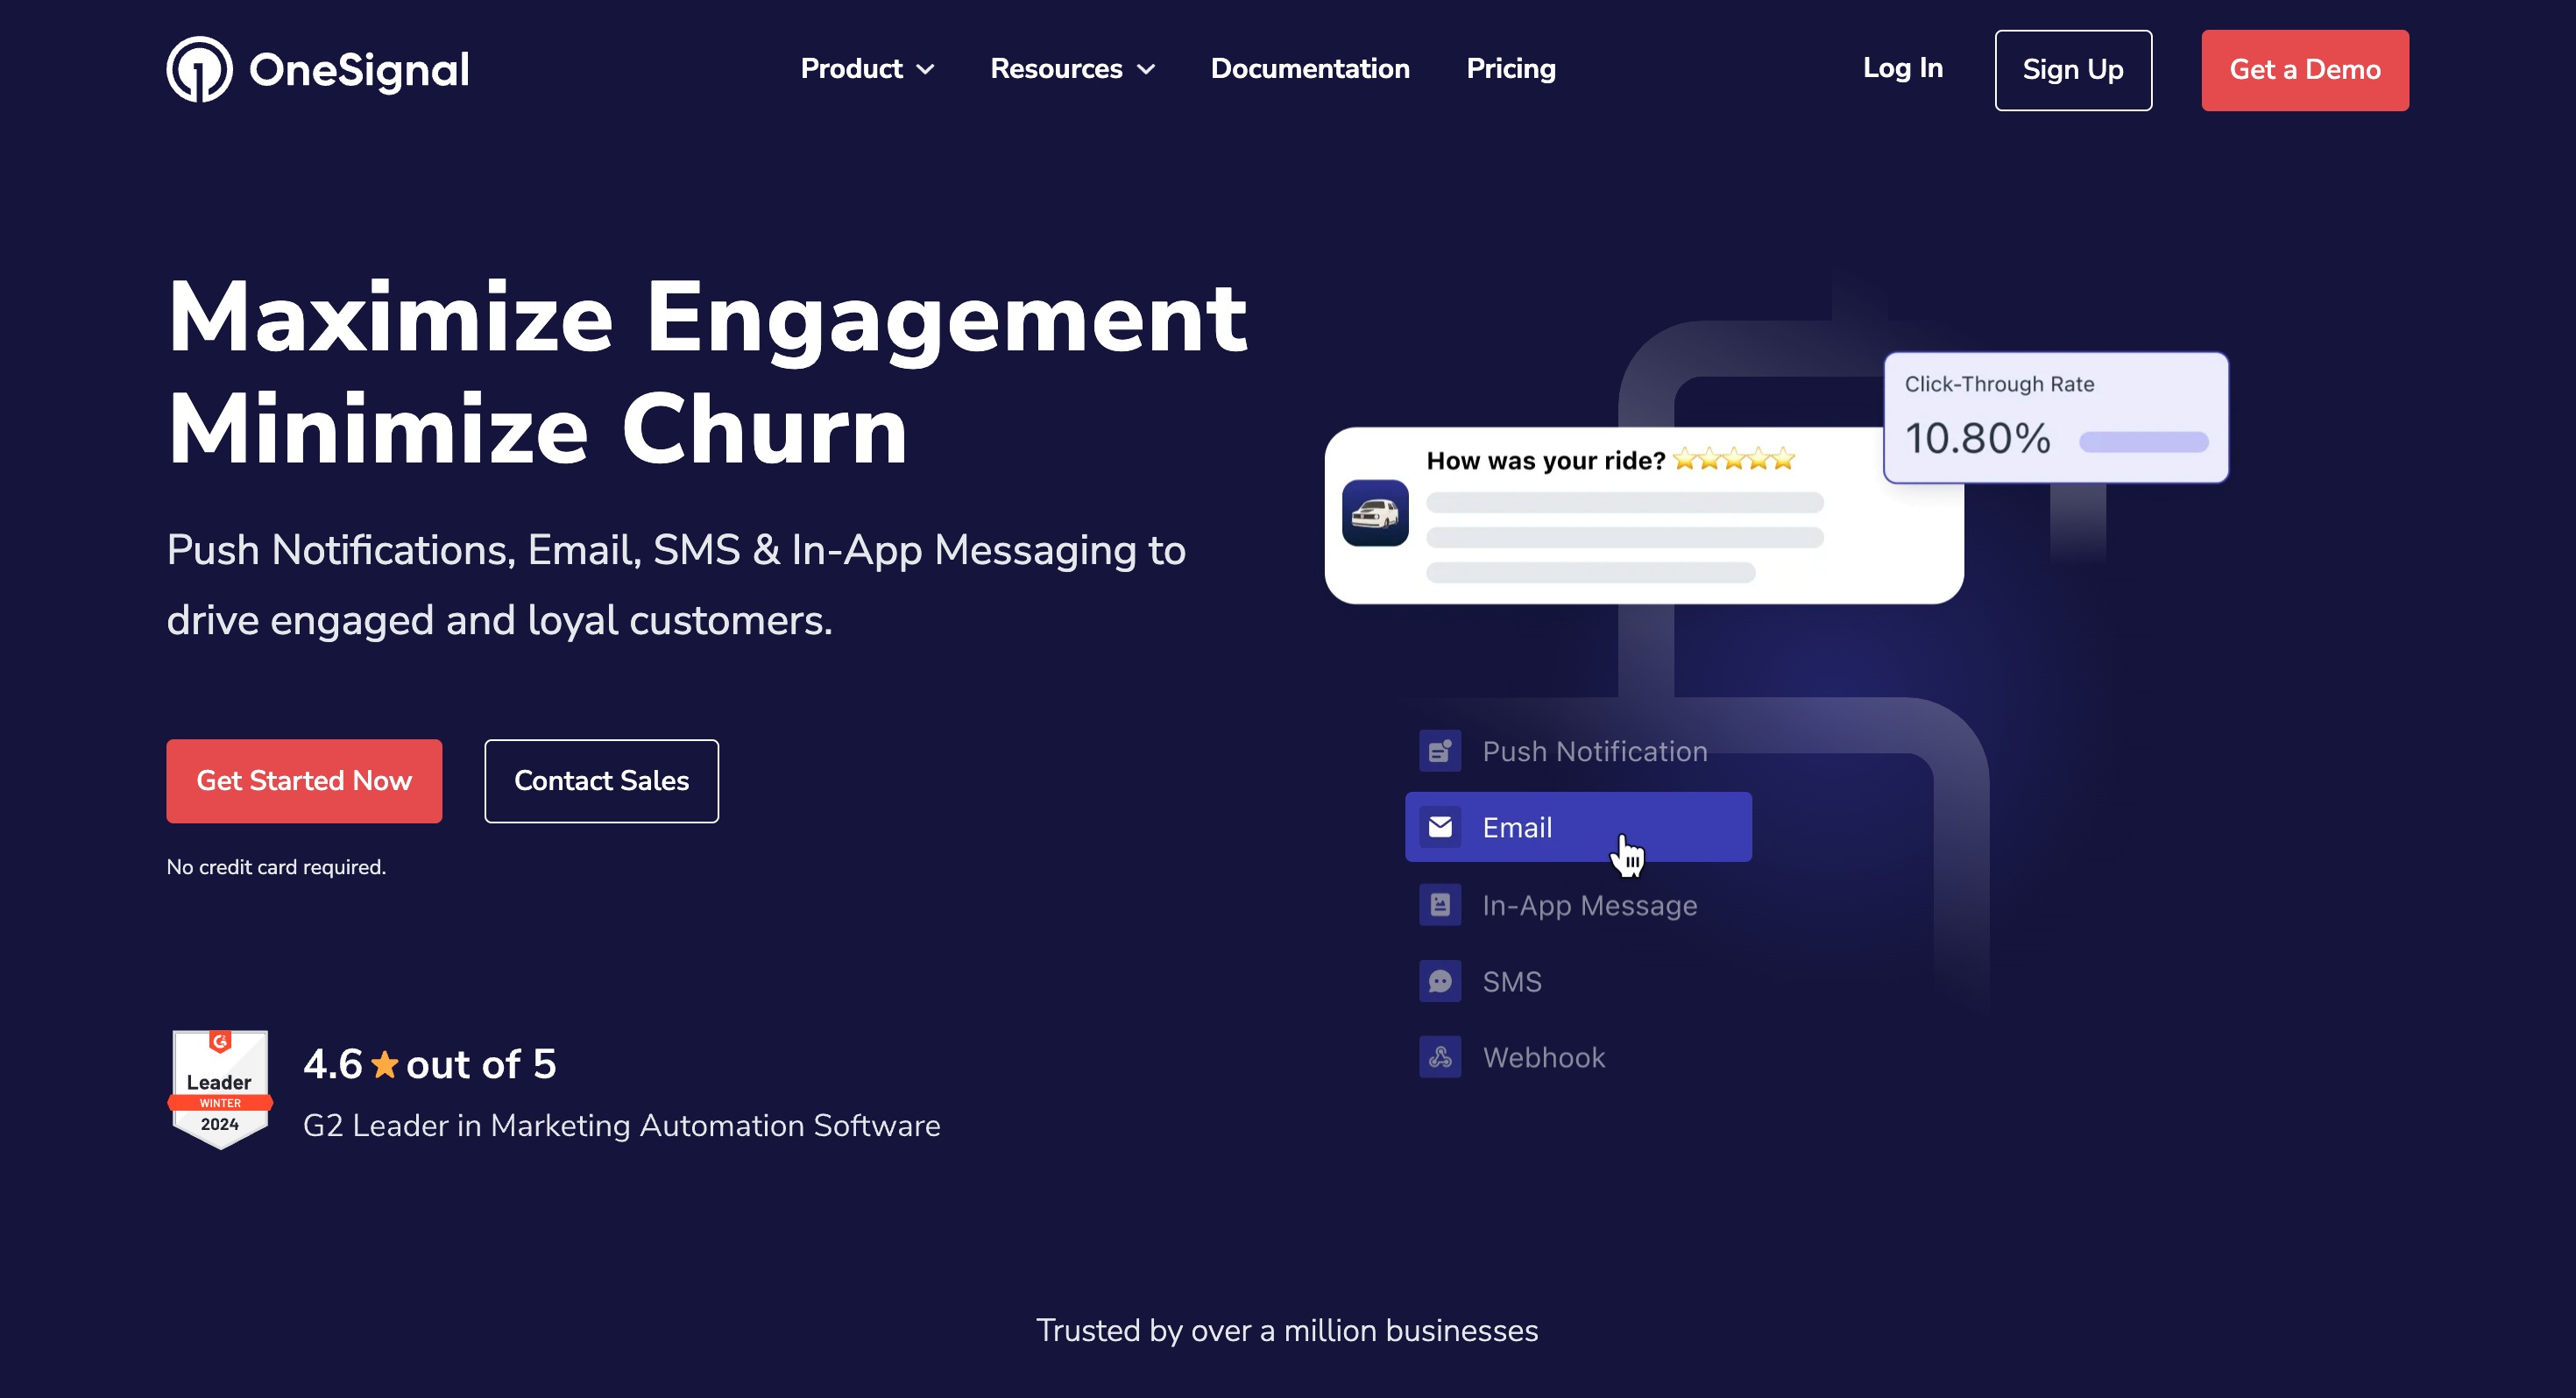 OneSignal
Product
Resources
Documentation
Pricing
Log In
Sign Up
Get a Demo
Maximize Engagement
Minimize Churn
Push Notifications, Email, SMS & In-App Messaging to
drive engaged and loyal customers.
Get Started Now
Contact Sales
No credit card required.
Leader
WINTER
2024
4.6 ★ out of 5
G2 Leader in Marketing Automation Software
Click-Through Rate
10.80%
How was your ride? ⭐⭐⭐⭐⭐
Push Notification
Email
In-App Message
SMS
Webhook
Trusted by over a million businesses